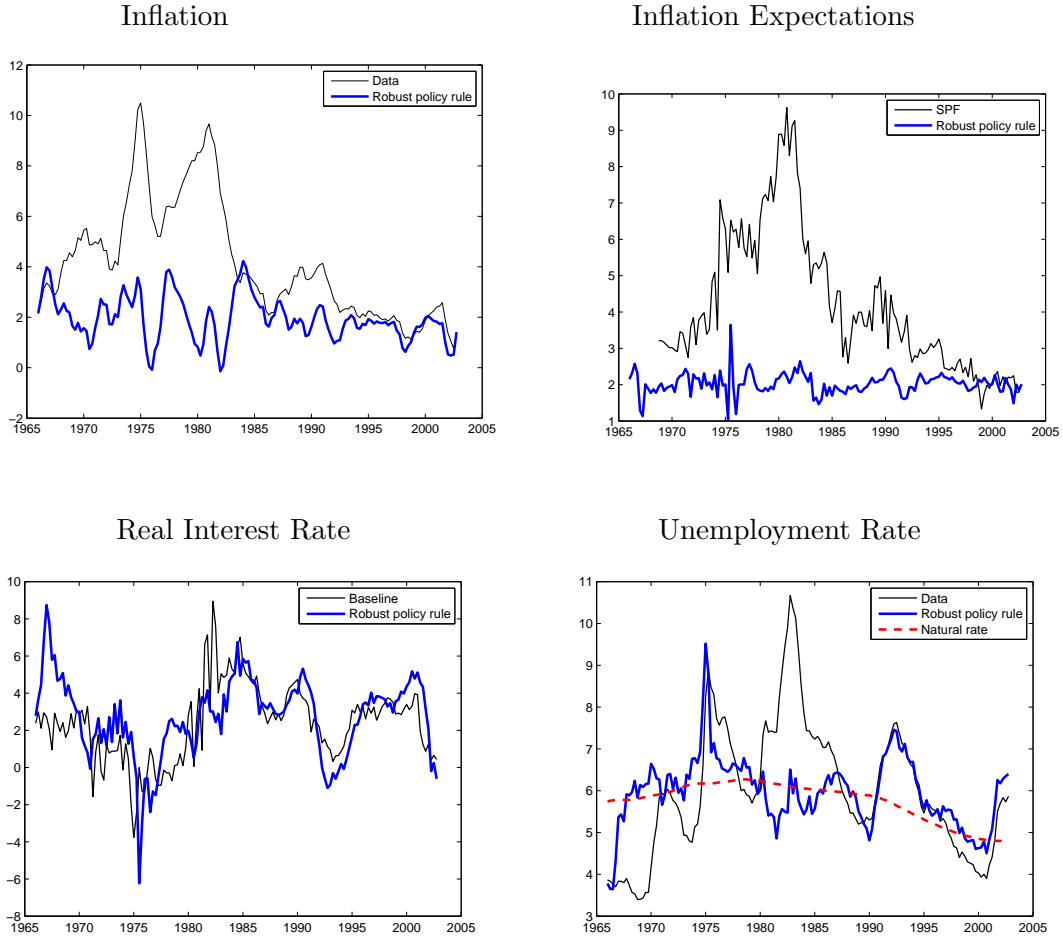 Inflation
12
10
8
6
4
2
0
−2
1965 1970 1975 1980 1985 1990 1995 2000 2005
Data
Robust policy rule
Inflation Expectations
10
9
8
7
6
5
4
3
2
1
1965 1970 1975 1980 1985 1990 1995 2000 2005
SPF
Robust policy rule
Real Interest Rate
10
8
6
4
2
0
−2
−4
−6
−8
1965 1970 1975 1980 1985 1990 1995 2000 2005
Baseline
Robust policy rule
Unemployment Rate
11
10
9
8
7
6
5
4
3
1965 1970 1975 1980 1985 1990 1995 2000 2005
Data
Robust policy rule
Natural rate